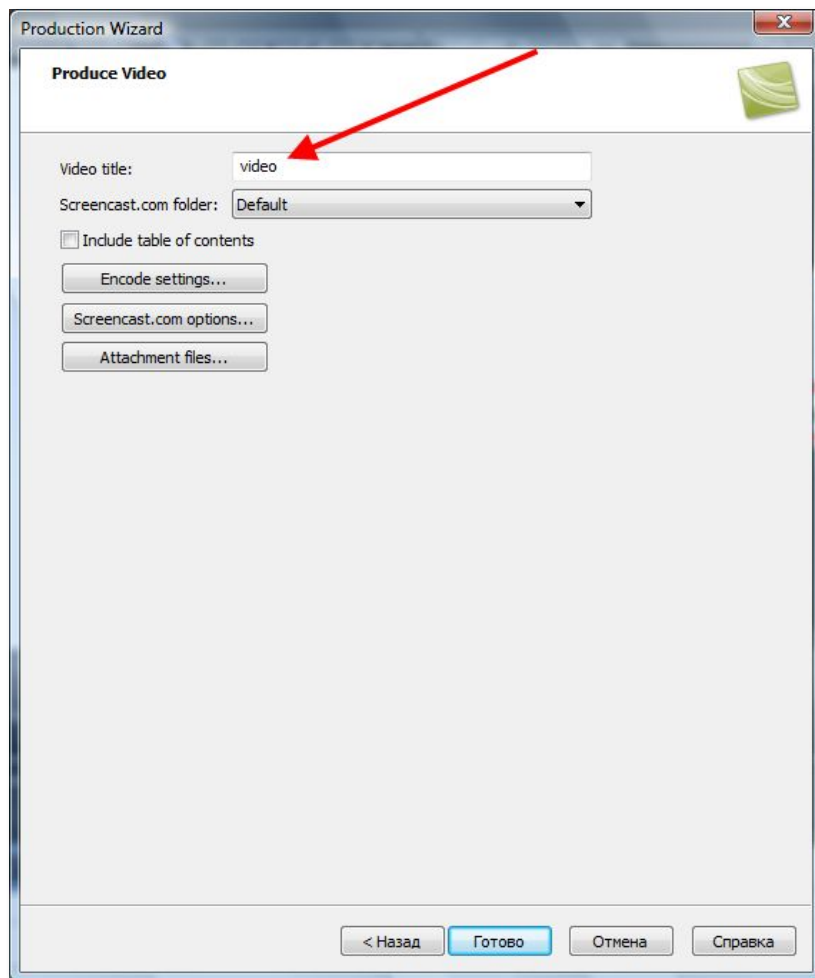 Production Wizard
Produce Video
Video title: video
Screencast.com folder: Default
Include table of contents
Encode settings...
Screencast.com options...
Attachment files...
< Назад Готово Отмена Справка